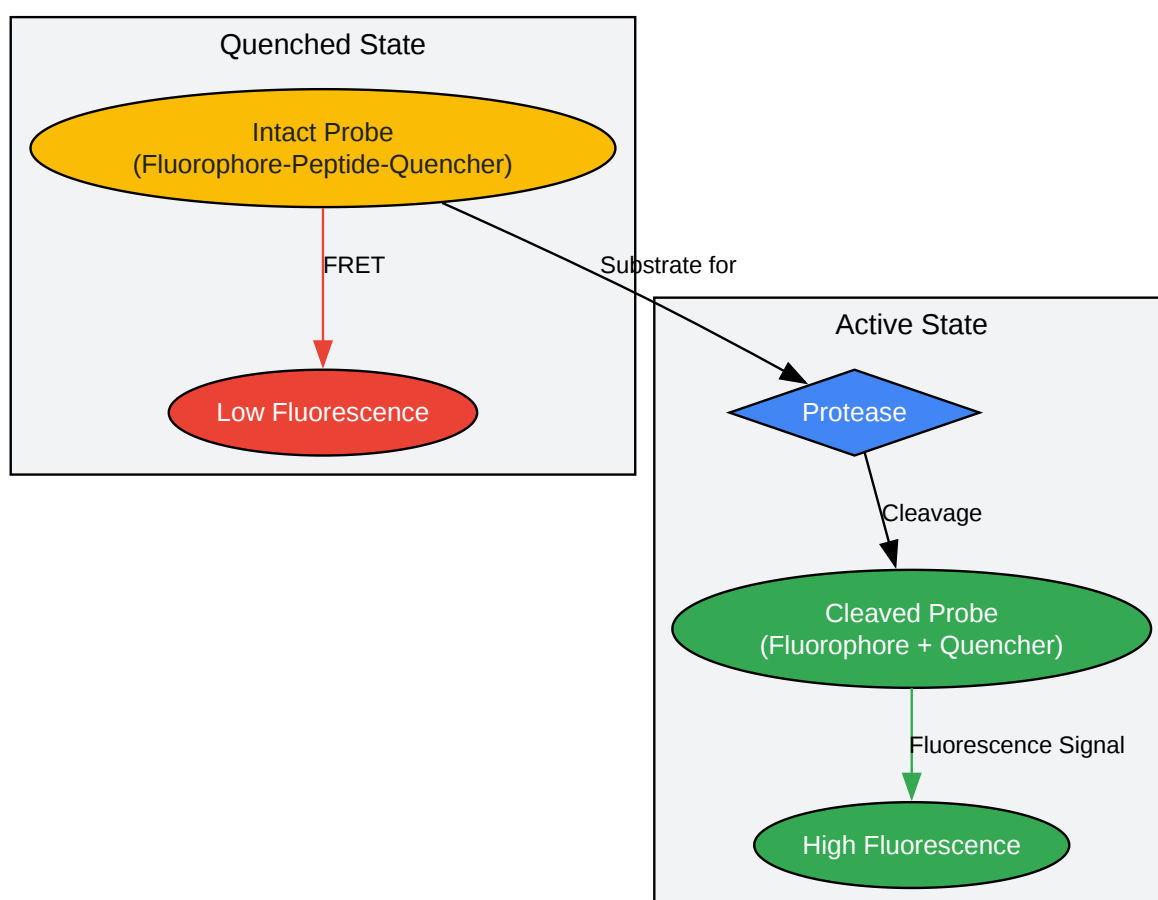 Quenched State
Intact Probe
(Fluorophore-Peptide-Quencher)
FRET
Substrate for
Low Fluorescence
Active State
Protease
Cleavage
Cleaved Probe
(Fluorophore + Quencher)
Fluorescence Signal
High Fluorescence